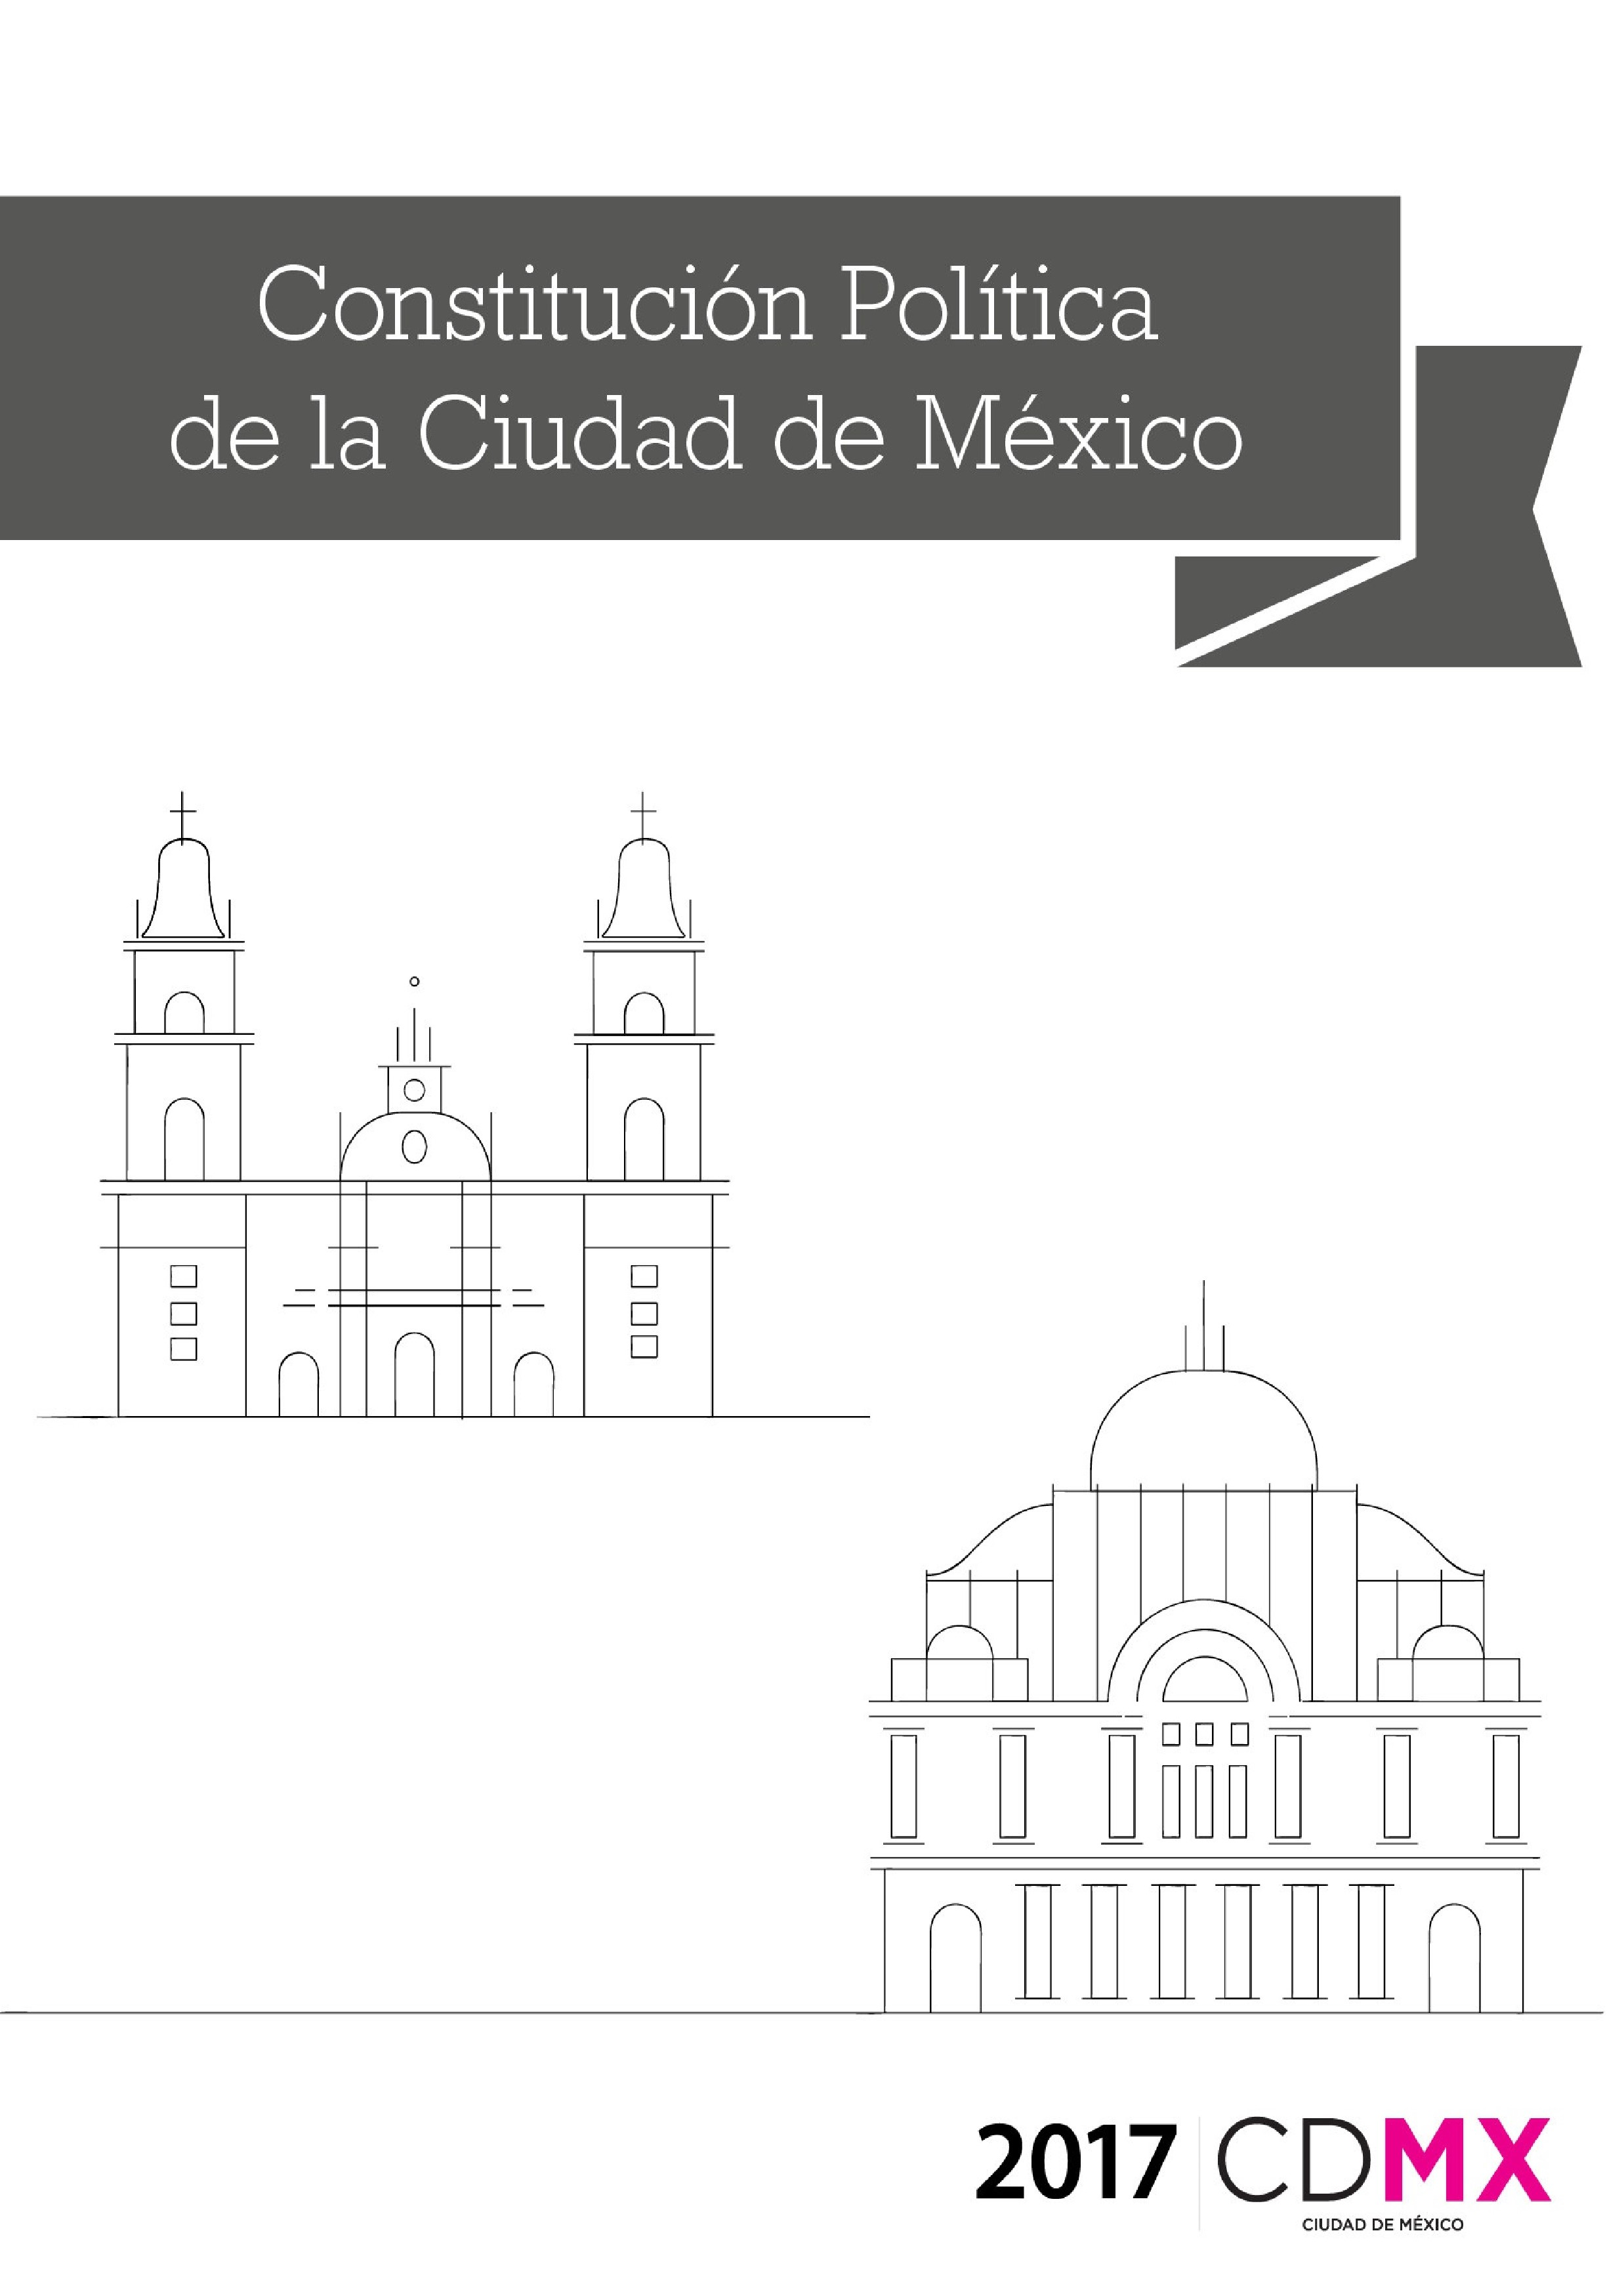 Constitución Política
de la Ciudad de México
2017 CDMX
CIUDAD DE MÉXICO